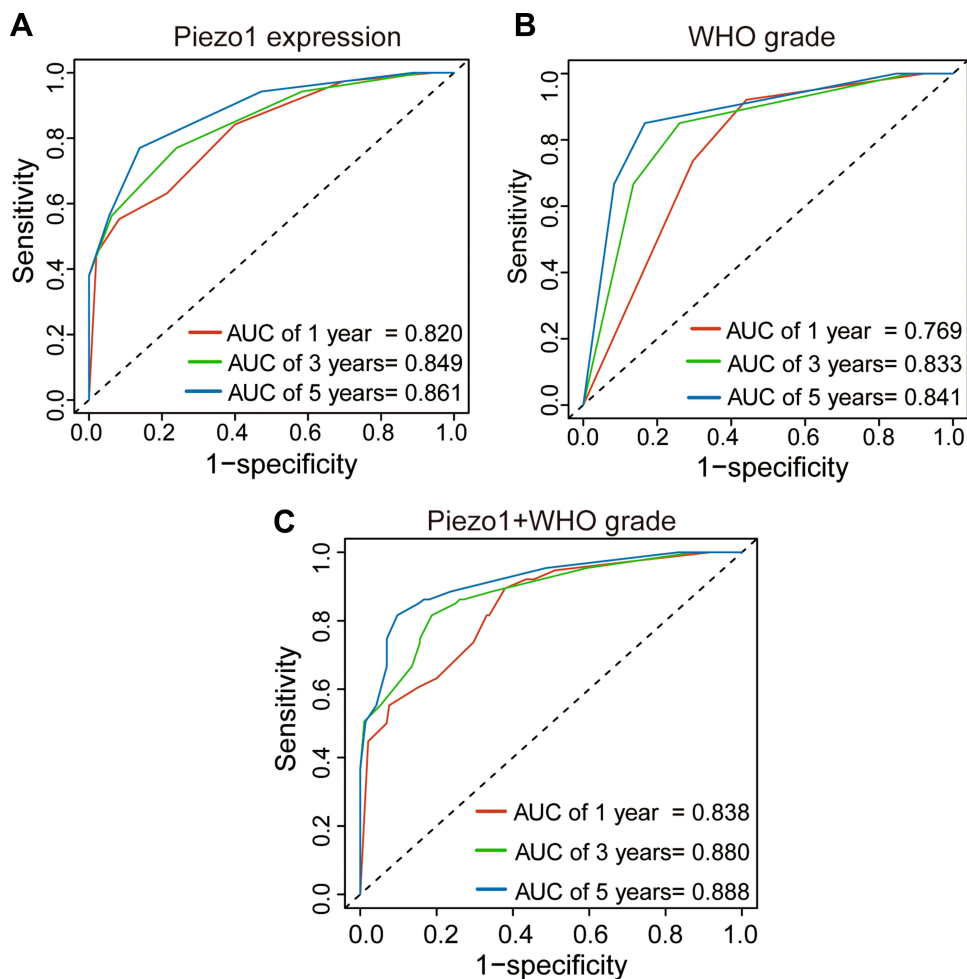 A
Piezo1 expression
Sensitivity
0.0 0.2 0.4 0.6 0.8 1.0
AUC of 1 year = 0.820
AUC of 3 years= 0.849
AUC of 5 years= 0.861
0.0 0.2 0.4 0.6 0.8 1.0
1−specificity
B
WHO grade
Sensitivity
0.0 0.2 0.4 0.6 0.8 1.0
AUC of 1 year = 0.769
AUC of 3 years= 0.833
AUC of 5 years= 0.841
0.0 0.2 0.4 0.6 0.8 1.0
1−specificity
C
Piezo1+WHO grade
Sensitivity
0.0 0.2 0.4 0.6 0.8 1.0
AUC of 1 year = 0.838
AUC of 3 years= 0.880
AUC of 5 years= 0.888
0.0 0.2 0.4 0.6 0.8 1.0
1−specificity